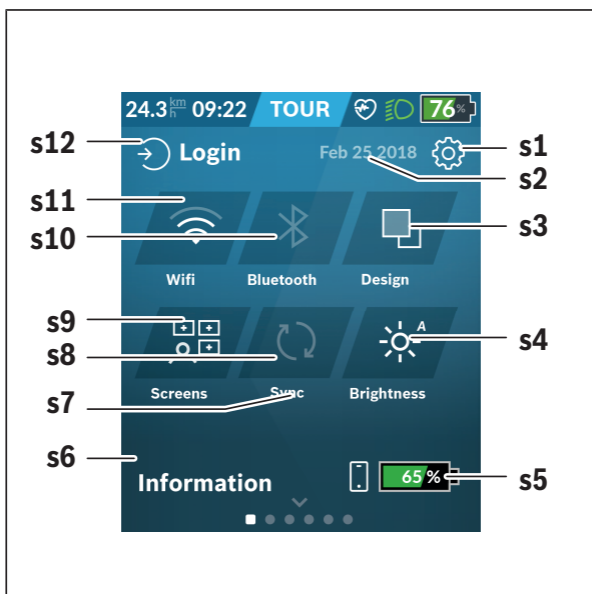 24.3 km/h 09:22 TOUR 76%
s12 Login Feb 25 2018 s1
s2
s11
s10 s3
Wifi Bluetooth Design
s9 A s4
s8
s7 Screens Sync Brightness
s6
Information 65% s5